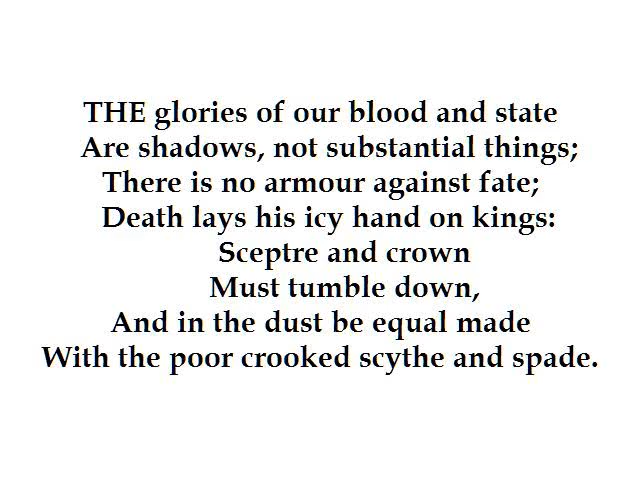 THE glories of our blood and state
Are shadows, not substantial things;
There is no armour against fate;
Death lays his icy hand on kings:
Sceptre and crown
Must tumble down,
And in the dust be equal made
With the poor crooked scythe and spade.